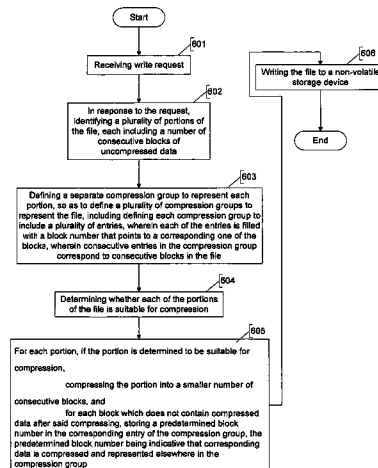 Start
601
Receiving write request
602
In response to the request,
identifying a plurality of portions of
the file, each including a number of
consecutive blocks of
uncompressed data
603
Defining a separate compression group to represent each
portion, so as to define a plurality of compression groups to
represent the file, including defining each compression group to
include a plurality of entries, wherein each of the entries is filled
with a block number that points to a corresponding one of the
blocks, wherein consecutive entries in the compression group
correspond to consecutive blocks in the file
604
Determining whether each of the portions
of the file is suitable for compression
605
For each portion, if the portion is determined to be suitable for
compression,
compressing the portion into a smaller number of
consecutive blocks, and
for each block which does not contain compressed
data after said compressing, storing a predetermined block
number in the corresponding entry of the compression group, the
predetermined block number being indicative that corresponding
data is compressed and represented elsewhere in the
compression group
606
Writing the file to a non-volatile
storage device
End